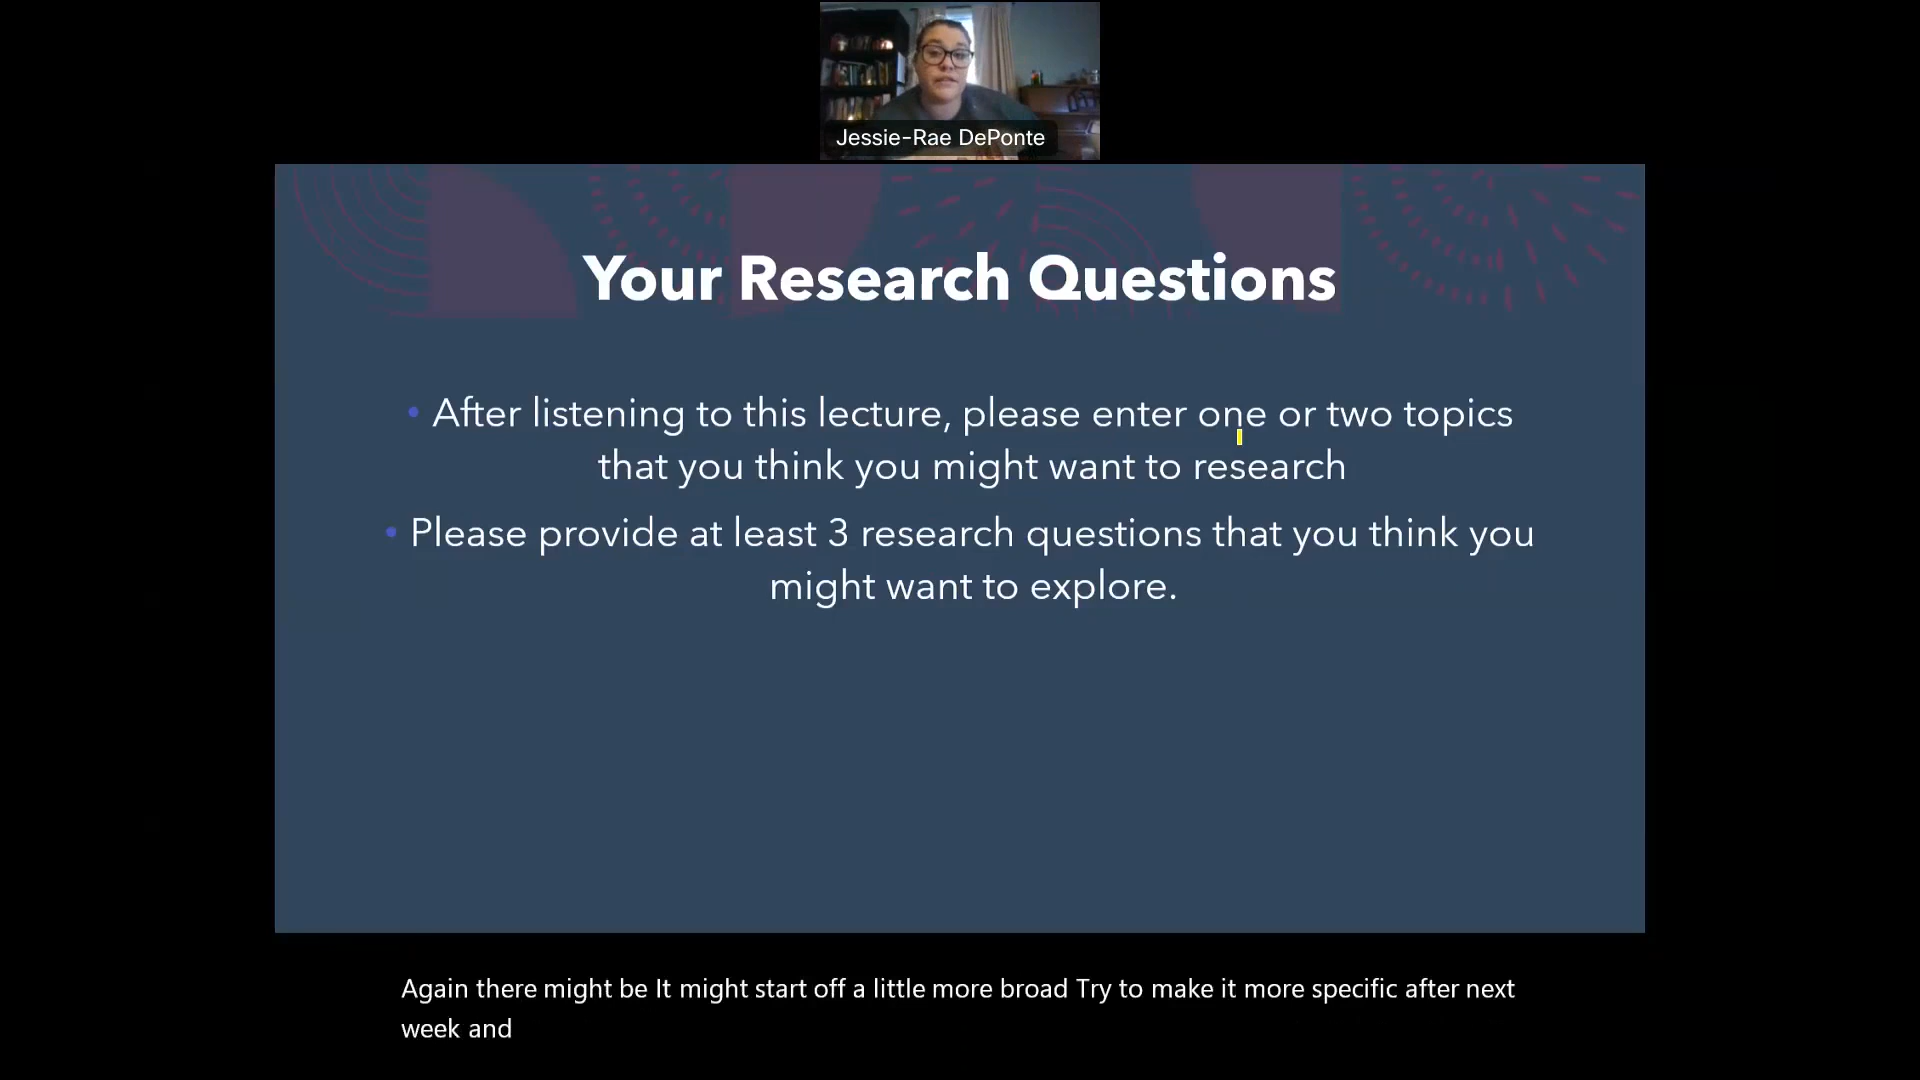 Jessie-Rae DePonte
Your Research Questions
• After listening to this lecture, please enter one or two topics
that you think you might want to research
• Please provide at least 3 research questions that you think you
might want to explore.
Again there might be It might start off a little more broad Try to make it more specific after next
week and